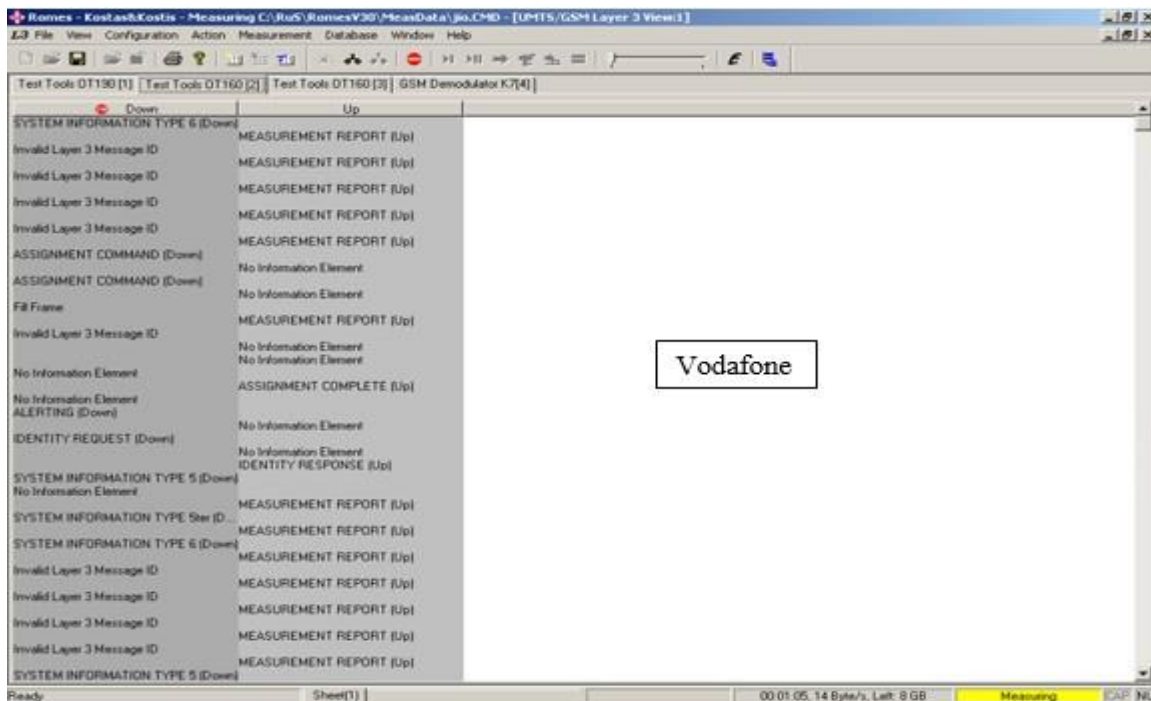 Romes - Kostas&Kostis - Measuring C:\RuS\RomesV30\MeasData\jio.CMD - [UMTS/GSM Layer 3 View:1]
L3 File View Configuration Action Measurement Database Window Help
Test Tools OT190 [1] Test Tools OT160 [2] Test Tools OT160 [3] GSM Demodulator K7[4]
Down Up
SYSTEM INFORMATION TYPE 6 (Down)
MEASUREMENT REPORT (Up)
Invalid Layer 3 Message ID
MEASUREMENT REPORT (Up)
Invalid Layer 3 Message ID
MEASUREMENT REPORT (Up)
Invalid Layer 3 Message ID
MEASUREMENT REPORT (Up)
Invalid Layer 3 Message ID
MEASUREMENT REPORT (Up)
ASSIGNMENT COMMAND (Down)
No Information Element
ASSIGNMENT COMMAND (Down)
No Information Element
Fill Frame
MEASUREMENT REPORT (Up)
Invalid Layer 3 Message ID
No Information Element
No Information Element
No Information Element
ASSIGNMENT COMPLETE (Up)
No Information Element
ALERTING (Down)
No Information Element
IDENTITY REQUEST (Down)
No Information Element
IDENTITY RESPONSE (Up)
SYSTEM INFORMATION TYPE 5 (Down)
No Information Element
MEASUREMENT REPORT (Up)
SYSTEM INFORMATION TYPE 5ter (D...
MEASUREMENT REPORT (Up)
SYSTEM INFORMATION TYPE 6 (Down)
MEASUREMENT REPORT (Up)
Invalid Layer 3 Message ID
MEASUREMENT REPORT (Up)
Invalid Layer 3 Message ID
MEASUREMENT REPORT (Up)
Invalid Layer 3 Message ID
MEASUREMENT REPORT (Up)
Invalid Layer 3 Message ID
MEASUREMENT REPORT (Up)
SYSTEM INFORMATION TYPE 5 (Down)
Vodafone
Ready Sheet(1) 00:01:05, 14 Byte/s, Left: 8 GB Measuring CAP NU